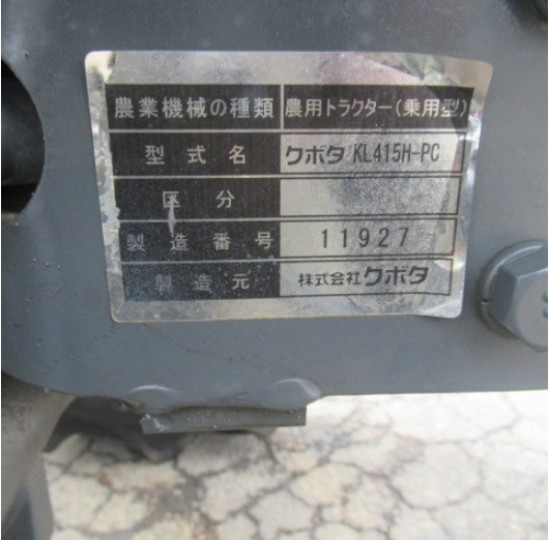 農業機械の種類 農用トラクター(乗用型)
型式名 クボタ KL415H-PC
区分
製造番号 11927
製造元 株式会社クボタ